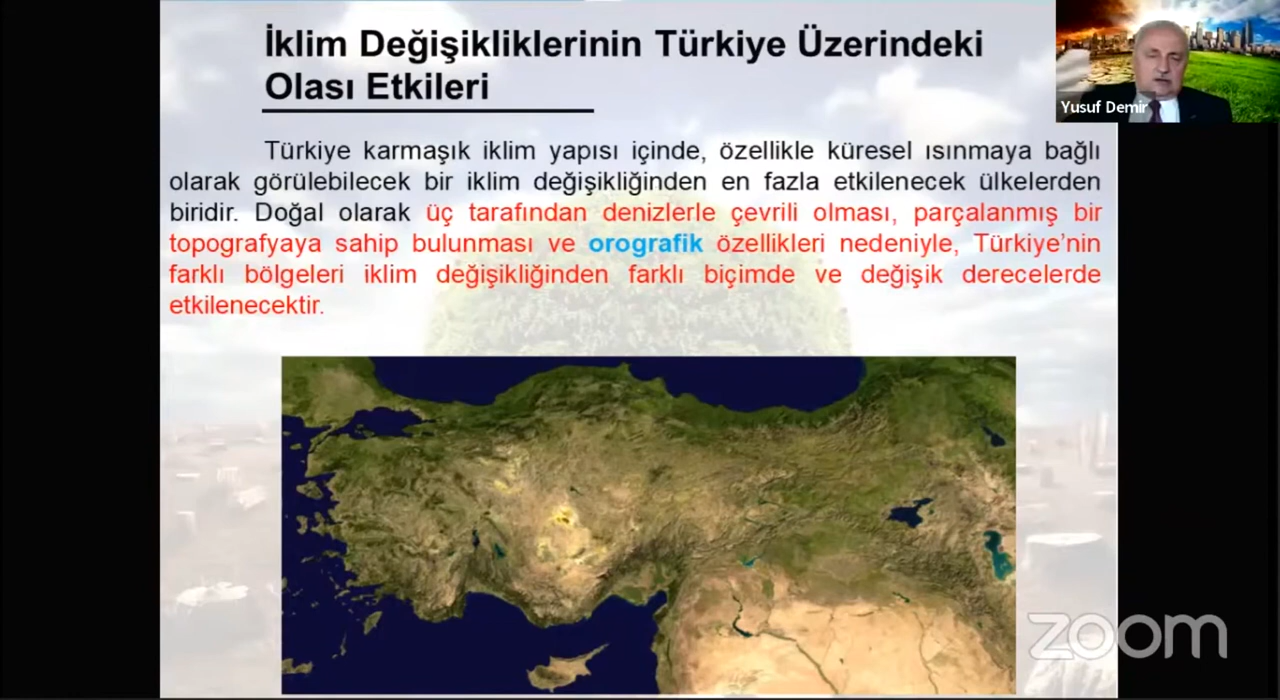 İklim Değişikliklerinin Türkiye Üzerindeki
Olası Etkileri
Yusuf Demir
Türkiye karmaşık iklim yapısı içinde, özellikle küresel ısınmaya bağlı
olarak görülebilecek bir iklim değişikliğinden en fazla etkilenecek ülkelerden
biridir. Doğal olarak üç tarafından denizlerle çevrili olması, parçalanmış bir
topografyaya sahip bulunması ve orografik özellikleri nedeniyle, Türkiye’nin
farklı bölgeleri iklim değişikliğinden farklı biçimde ve değişik derecelerde
etkilenecektir.
zoom